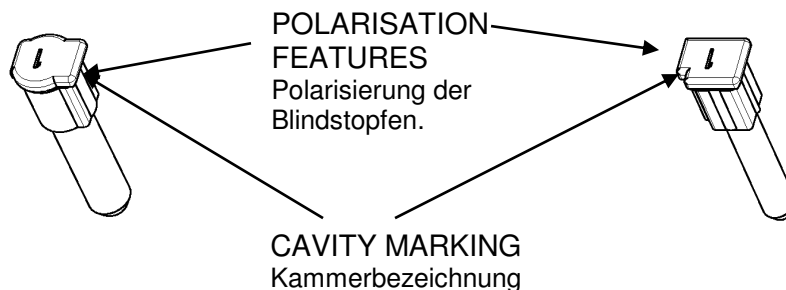 POLARISATION
FEATURES
Polarisierung der
Blindstopfen.
CAVITY MARKING
Kammerbezeichnung